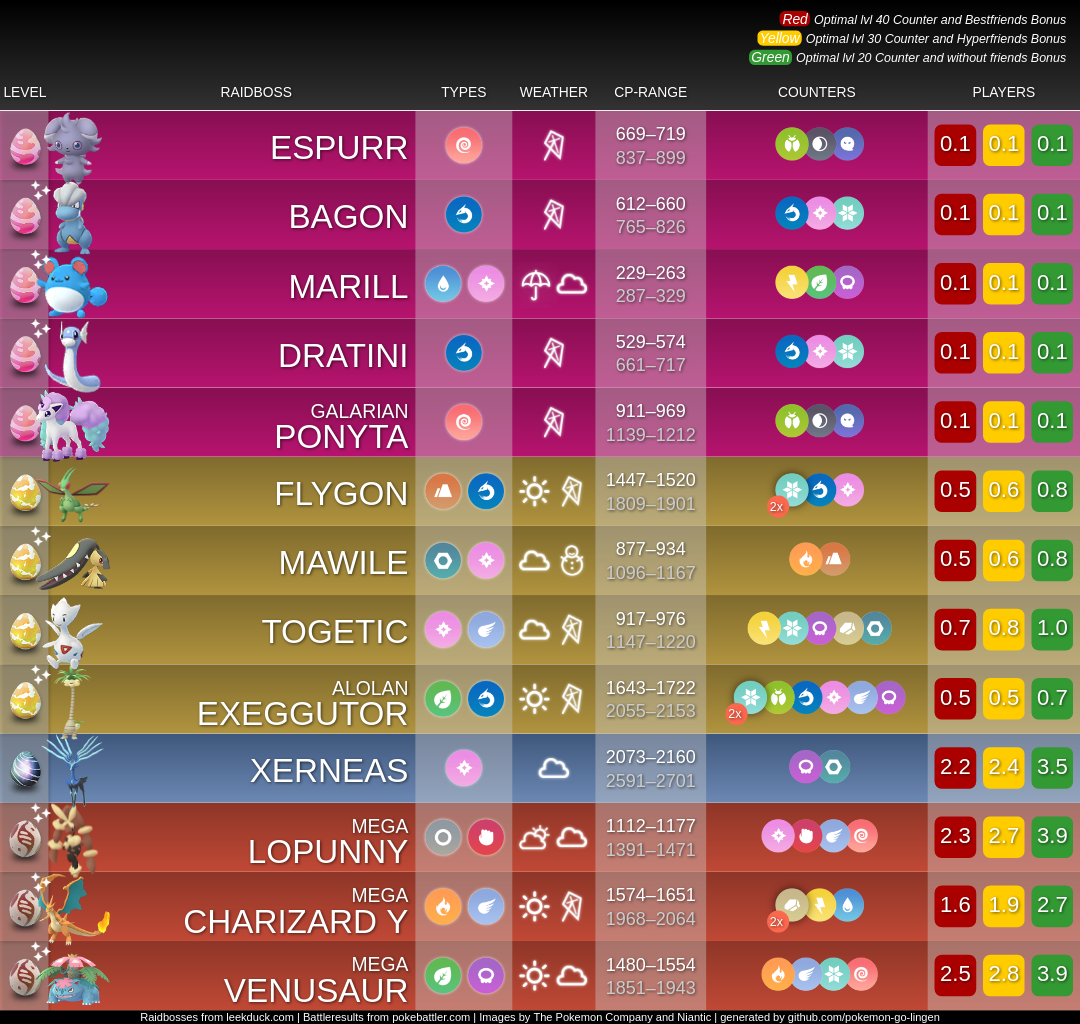 Red Optimal lvl 40 Counter and Bestfriends Bonus
Yellow Optimal lvl 30 Counter and Hyperfriends Bonus
Green Optimal lvl 20 Counter and without friends Bonus
LEVEL RAIDBOSS TYPES WEATHER CP-RANGE COUNTERS PLAYERS
ESPURR 669–719 0.1 0.1 0.1
837–899
BAGON 612–660 0.1 0.1 0.1
765–826
MARILL 229–263 0.1 0.1 0.1
287–329
DRATINI 529–574 0.1 0.1 0.1
661–717
GALARIAN 911–969 0.1 0.1 0.1
PONYTA 1139–1212
FLYGON 1447–1520 0.5 0.6 0.8
1809–1901 2x
MAWILE 877–934 0.5 0.6 0.8
1096–1167
TOGETIC 917–976 0.7 0.8 1.0
1147–1220
ALOLAN 1643–1722 0.5 0.5 0.7
EXEGGUTOR 2055–2153 2x
XERNEAS 2073–2160 2.2 2.4 3.5
2591–2701
MEGA 1112–1177 2.3 2.7 3.9
LOPUNNY 1391–1471
MEGA 1574–1651 1.6 1.9 2.7
CHARIZARD Y 1968–2064 2x
MEGA 1480–1554 2.5 2.8 3.9
VENUSAUR 1851–1943
Raidbosses from leekduck.com | Battleresults from pokebattler.com | Images by The Pokemon Company and Niantic | generated by github.com/pokemon-go-lingen